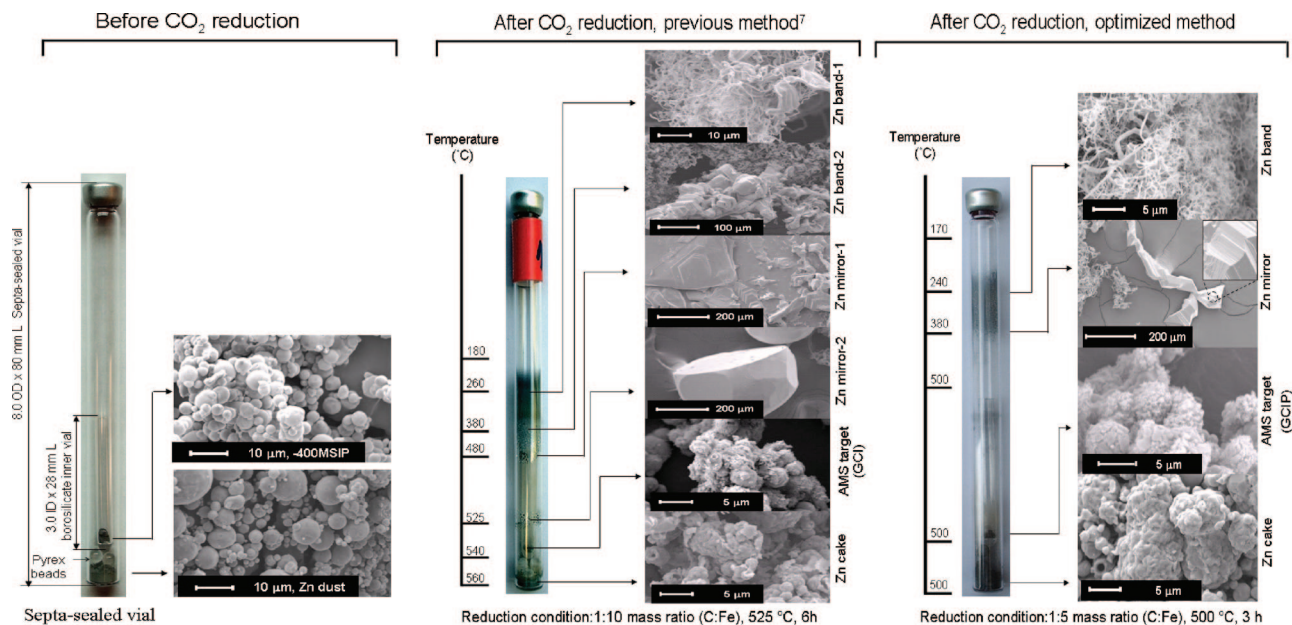 Before CO₂ reduction
8.0 OD x 80 mm L Septa-sealed vial
3.0 ID x 28 mm L
borosilicate inner vial
Pyrex
beads
Septa-sealed vial
10 µm, -400MSIP
10 µm, Zn dust
After CO₂ reduction, previous method⁷
Temperature
(°C)
180
260
380
480
525
540
560
10 µm
Zn band-1
100 µm
Zn band-2
200 µm
Zn mirror-1
200 µm
Zn mirror-2
5 µm
AMS target
(GCI)
5 µm
Zn cake
Reduction condition:1:10 mass ratio (C:Fe), 525 °C, 6h
After CO₂ reduction, optimized method
Temperature
(°C)
170
240
380
500
500
500
5 µm
Zn band
200 µm
Zn mirror
5 µm
AMS target
(GCIP)
5 µm
Zn cake
Reduction condition:1:5 mass ratio (C:Fe), 500 °C, 3 h